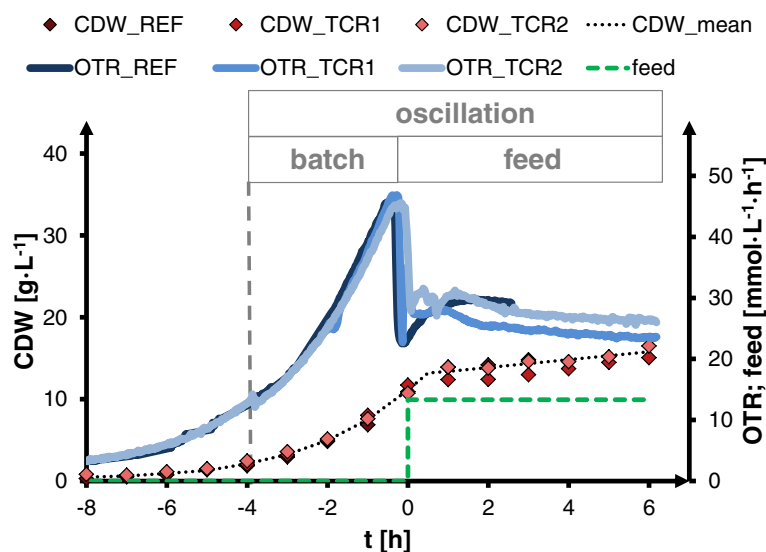 CDW_REF CDW_TCR1 CDW_TCR2 CDW_mean
OTR_REF OTR_TCR1 OTR_TCR2 feed
oscillation
batch feed
40
30
20
10
0
CDW [g·L-1]
50
40
30
20
10
0
OTR; feed [mmol·L-1·h-1]
-8 -6 -4 -2 0 2 4 6
t [h]